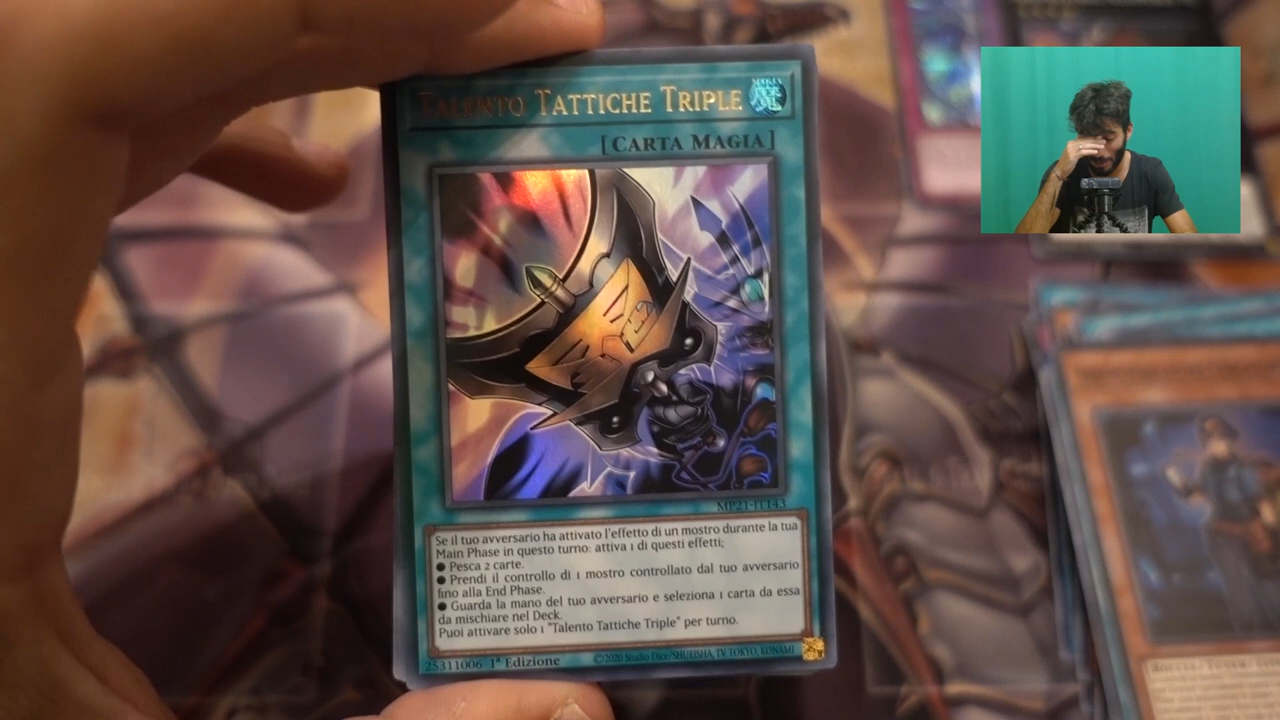 TALENTO TATTICHE TRIPLE
[CARTA MAGIA]
MP21-IT143
Se il tuo avversario ha attivato l'effetto di un mostro durante la tua
Main Phase in questo turno: attiva 1 di questi effetti;
● Pesca 2 carte.
● Prendi il controllo di 1 mostro controllato dal tuo avversario
fino alla End Phase.
● Guarda la mano del tuo avversario e seleziona 1 carta da essa
da mischiare nel Deck.
Puoi attivare solo 1 "Talento Tattiche Triple" per turno.
25311006 1ª Edizione ©2020 Studio Dice/SHUEISHA, TV TOKYO, KONAMI